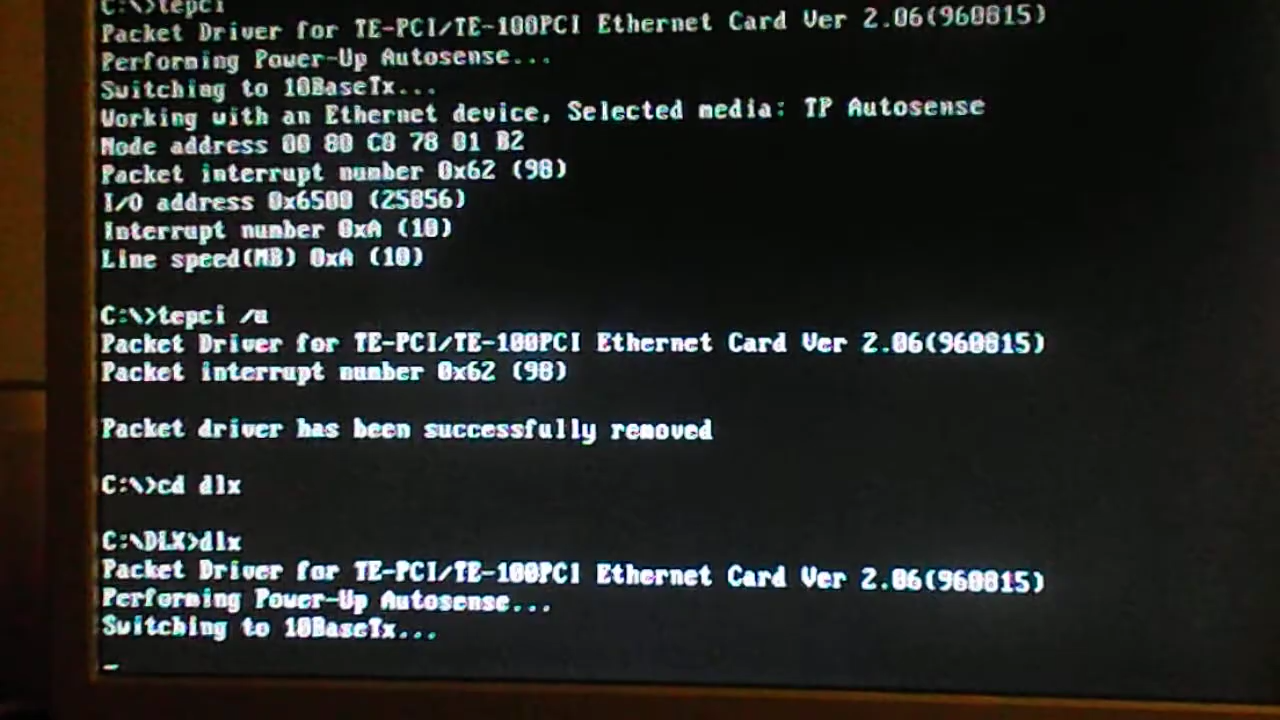 C:\>tepci
Packet Driver for TE-PCI/TE-100PCI Ethernet Card Ver 2.06(960815)
Performing Power-Up Autosense...
Switching to 10BaseTx...
Working with an Ethernet device, Selected media: TP Autosense
Node address 00 80 C8 78 01 B2
Packet interrupt number 0x62 (98)
I/O address 0x6500 (25856)
Interrupt number 0xA (10)
Line speed(MB) 0xA (10)
C:\>tepci /u
Packet Driver for TE-PCI/TE-100PCI Ethernet Card Ver 2.06(960815)
Packet interrupt number 0x62 (98)
Packet driver has been successfully removed
C:\>cd dlx
C:\DLX>dlx
Packet Driver for TE-PCI/TE-100PCI Ethernet Card Ver 2.06(960815)
Performing Power-Up Autosense...
Switching to 10BaseTx...
_